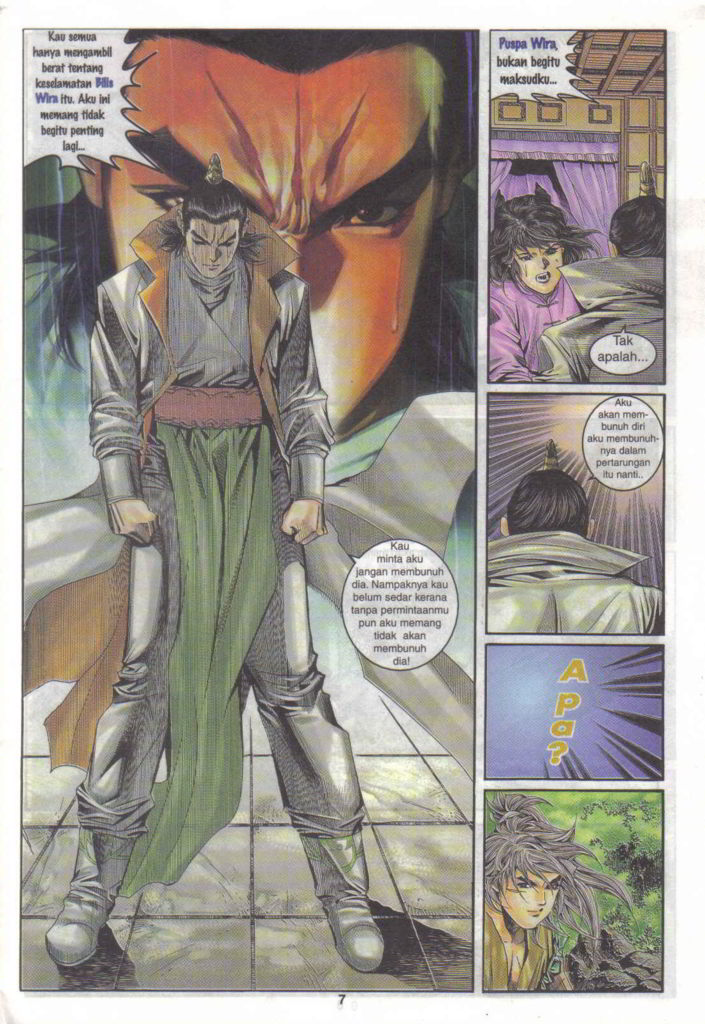 Kau semua
hanya mengambil
berat tentang
keselamatan Bilis
Wira itu. Aku ini
memang tidak
begitu penting
lagi...
Kau
minta aku
jangan membunuh
dia. Nampaknya kau
belum sedar kerana
tanpa permintaanmu
pun aku memang
tidak akan
membunuh
dia!
Puspa Wira,
bukan begitu
maksudku...
Tak
apalah...
Aku
akan mem-
bunuh diri
aku membunuh-
nya dalam
pertarungan
itu nanti..
Apa?
7